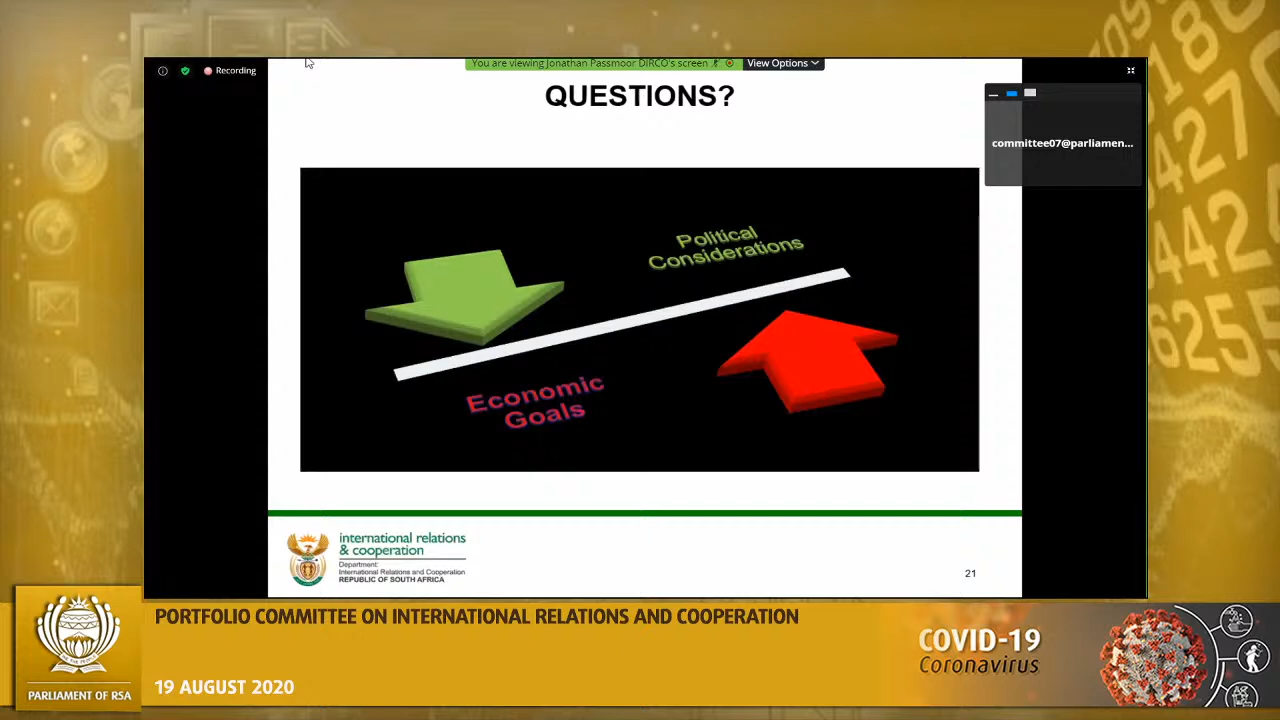 Recording
You are viewing Jonathan Passmoor DIRCO's screen
View Options
QUESTIONS?
committee07@parliamen...
Political
Considerations
Economic
Goals
international relations
& cooperation
Department:
International Relations and Cooperation
REPUBLIC OF SOUTH AFRICA
21
PORTFOLIO COMMITTEE ON INTERNATIONAL RELATIONS AND COOPERATION
19 AUGUST 2020
PARLIAMENT OF RSA
COVID-19
Coronavirus